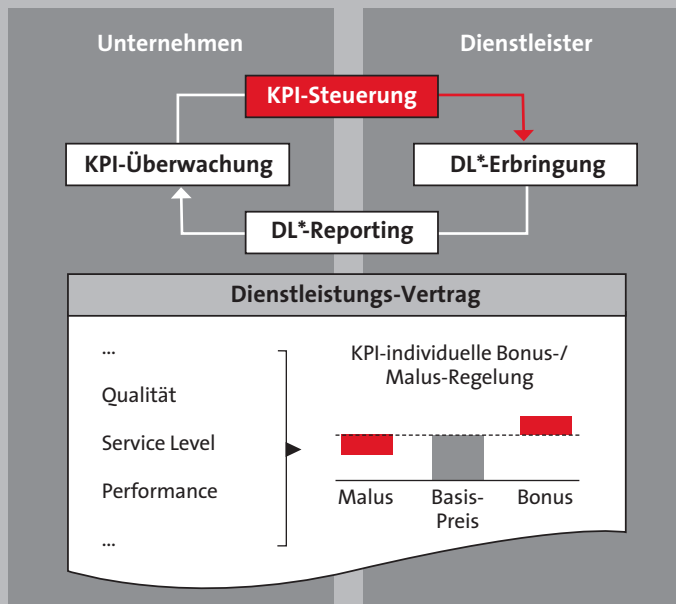 Unternehmen
Dienstleister
KPI-Steuerung
KPI-Überwachung
DL*-Erbringung
DL*-Reporting
Dienstleistungs-Vertrag
...
Qualität
Service Level
Performance
...
KPI-individuelle Bonus-/
Malus-Regelung
Malus
Basis-
Preis
Bonus